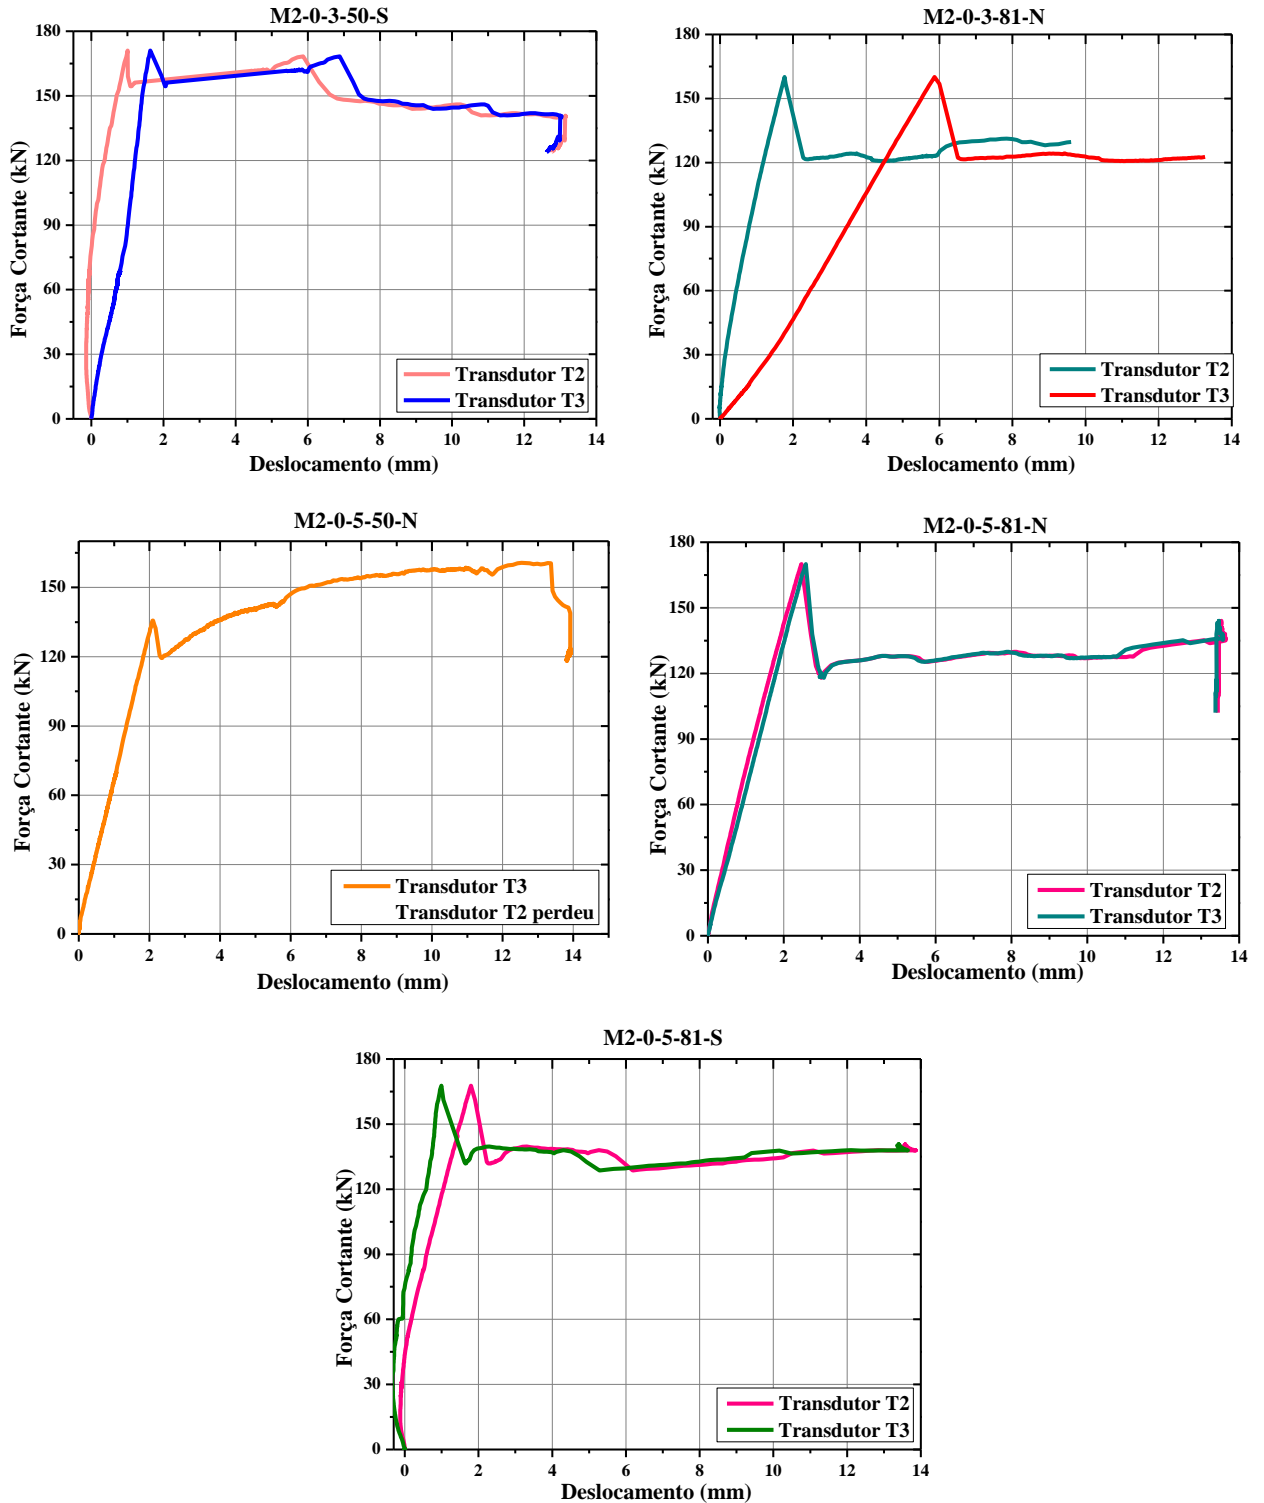 M2-0-3-50-S
180
150
120
90
60
30
0
Força Cortante (kN)
0 2 4 6 8 10 12 14
Deslocamento (mm)
Transdutor T2
Transdutor T3
M2-0-3-81-N
180
150
120
90
60
30
0
Força Cortante (kN)
0 2 4 6 8 10 12 14
Deslocamento (mm)
Transdutor T2
Transdutor T3
M2-0-5-50-N
150
120
90
60
30
0
Força Cortante (kN)
0 2 4 6 8 10 12 14
Deslocamento (mm)
Transdutor T3
Transdutor T2 perdeu
M2-0-5-81-N
180
150
120
90
60
30
0
Força Cortante (kN)
0 2 4 6 8 10 12 14
Deslocamento (mm)
Transdutor T2
Transdutor T3
M2-0-5-81-S
180
150
120
90
60
30
0
Força Cortante (kN)
0 2 4 6 8 10 12 14
Deslocamento (mm)
Transdutor T2
Transdutor T3